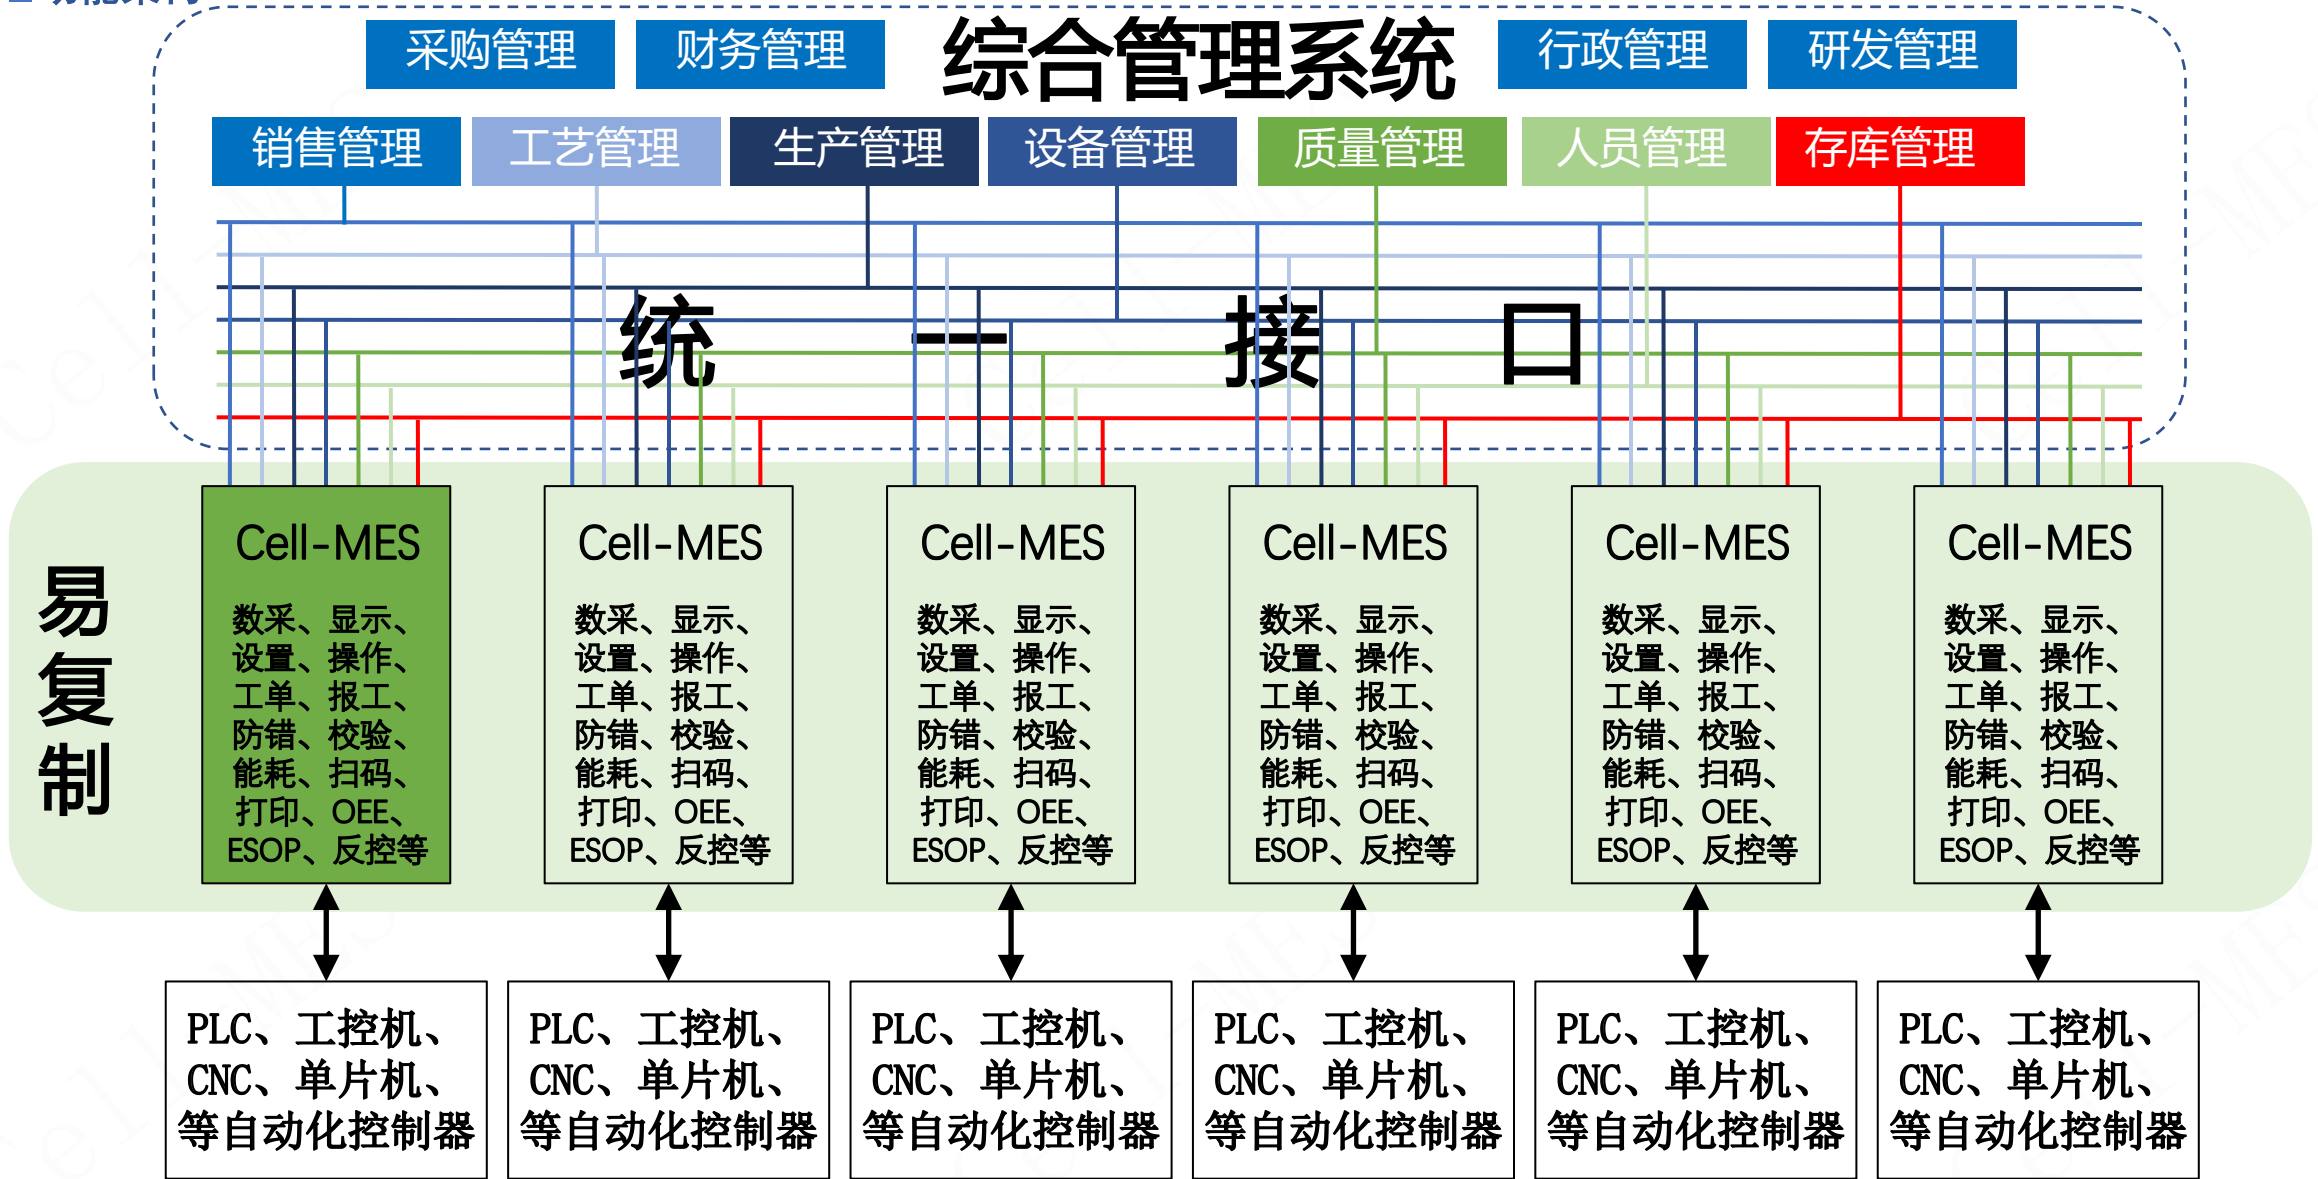 采购管理
财务管理
综合管理系统
行政管理
研发管理
销售管理
工艺管理
生产管理
设备管理
质量管理
人员管理
存库管理
统一接口
易复制
Cell-MES
数采、显示、
设置、操作、
工单、报工、
防错、校验、
能耗、扫码、
打印、OEE、
ESOP、反控等
Cell-MES
数采、显示、
设置、操作、
工单、报工、
防错、校验、
能耗、扫码、
打印、OEE、
ESOP、反控等
Cell-MES
数采、显示、
设置、操作、
工单、报工、
防错、校验、
能耗、扫码、
打印、OEE、
ESOP、反控等
Cell-MES
数采、显示、
设置、操作、
工单、报工、
防错、校验、
能耗、扫码、
打印、OEE、
ESOP、反控等
Cell-MES
数采、显示、
设置、操作、
工单、报工、
防错、校验、
能耗、扫码、
打印、OEE、
ESOP、反控等
Cell-MES
数采、显示、
设置、操作、
工单、报工、
防错、校验、
能耗、扫码、
打印、OEE、
ESOP、反控等
PLC、工控机、
CNC、单片机、
等自动化控制器
PLC、工控机、
CNC、单片机、
等自动化控制器
PLC、工控机、
CNC、单片机、
等自动化控制器
PLC、工控机、
CNC、单片机、
等自动化控制器
PLC、工控机、
CNC、单片机、
等自动化控制器
PLC、工控机、
CNC、单片机、
等自动化控制器